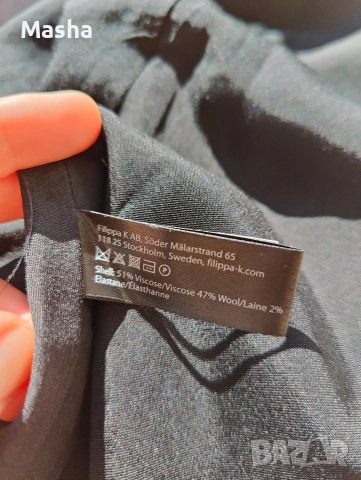 Masha
Filippa K AB, Söder Mälarstrand 65
118 25 Stockholm, Sweden, filippa-k.com
Shell: 51% Viscose/Viscose 47% Wool/Laine 2%
Elastane/Elasthanne
BAZAR